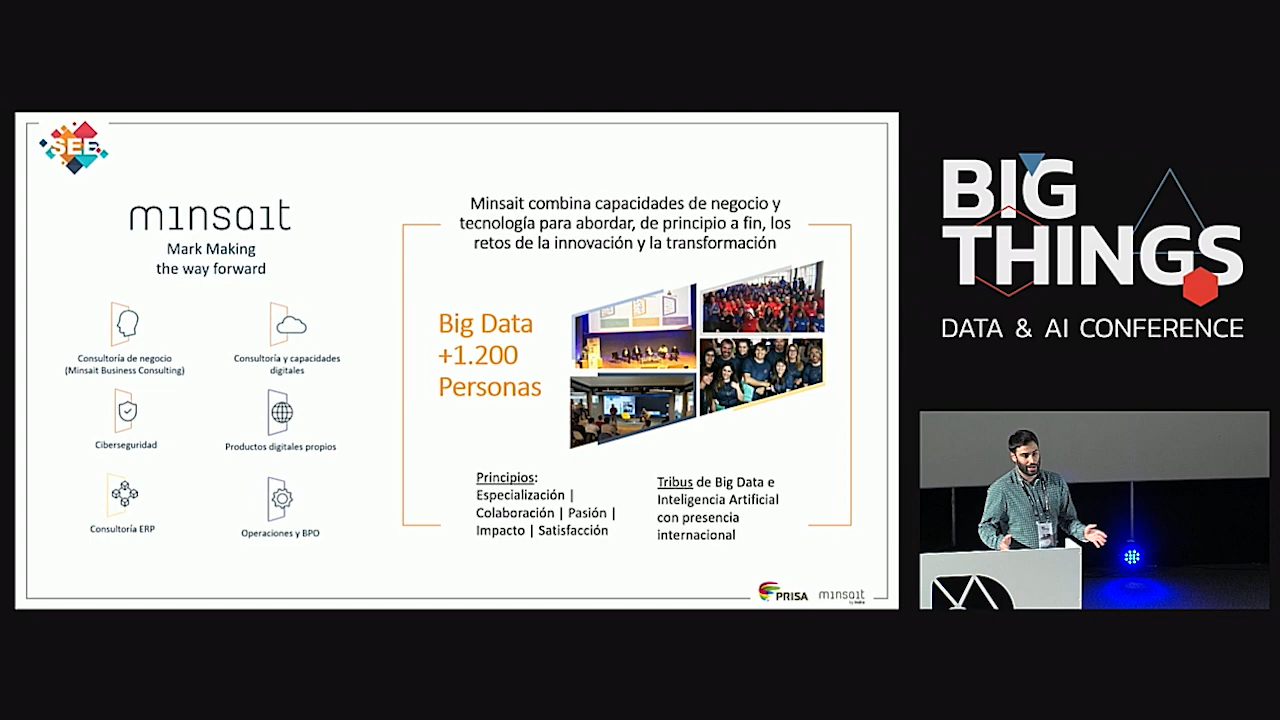 SEE
minsait
Mark Making
the way forward
Consultoría de negocio
(Minsait Business Consulting)
Consultoría y capacidades
digitales
Ciberseguridad
Productos digitales propios
Consultoría ERP
Operaciones y BPO
Minsait combina capacidades de negocio y
tecnología para abordar, de principio a fin, los
retos de la innovación y la transformación
Big Data
+1.200
Personas
Principios:
Especialización |
Colaboración | Pasión |
Impacto | Satisfacción
Tribus de Big Data e
Inteligencia Artificial
con presencia
internacional
PRISA
minsait
by Indra
BIG
THINGS
DATA & AI CONFERENCE